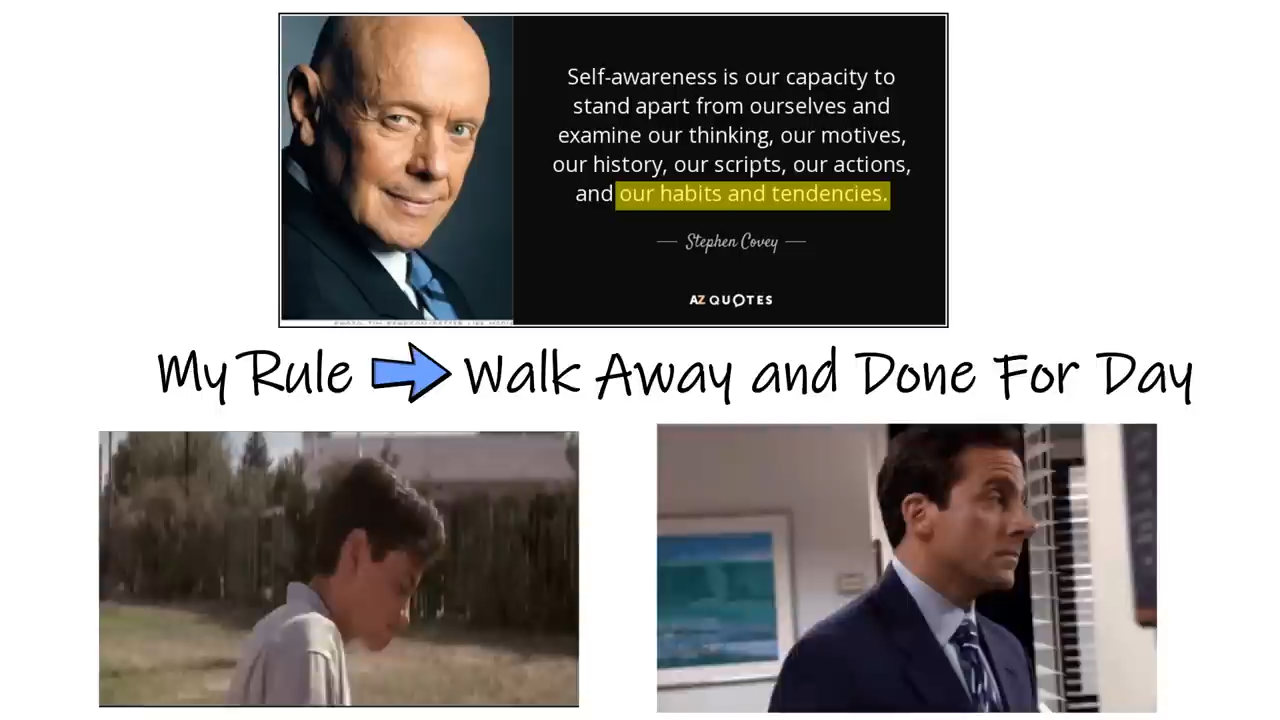 Self-awareness is our capacity to
stand apart from ourselves and
examine our thinking, our motives,
our history, our scripts, our actions,
and our habits and tendencies.
Stephen Covey
AZ QUOTES
My Rule Walk Away and Done For Day